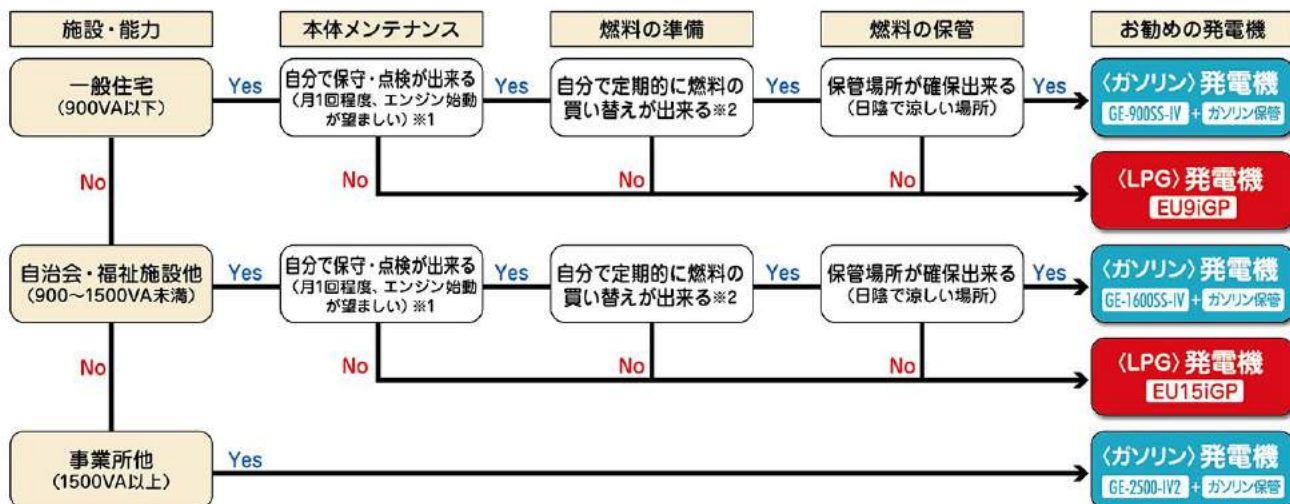 施設・能力
本体メンテナンス
燃料の準備
燃料の保管
お勧めの発電機
一般住宅
(900VA以下)
Yes
自分で保守・点検が出来る
(月1回程度、エンジン始動
が望ましい)※1
Yes
自分で定期的に燃料の
買い替えが出来る※2
Yes
保管場所が確保出来る
(日陰で涼しい場所)
Yes
〈ガソリン〉発電機
GE-900SS-IV + ガソリン保管
No
No
No
No
〈LPG〉発電機
EU9iGP
自治会・福祉施設他
(900〜1500VA未満)
Yes
自分で保守・点検が出来る
(月1回程度、エンジン始動
が望ましい)※1
Yes
自分で定期的に燃料の
買い替えが出来る※2
Yes
保管場所が確保出来る
(日陰で涼しい場所)
Yes
〈ガソリン〉発電機
GE-1600SS-IV + ガソリン保管
No
No
No
No
〈LPG〉発電機
EU15iGP
事業所他
(1500VA以上)
Yes
〈ガソリン〉発電機
GE-2500-IV2 + ガソリン保管